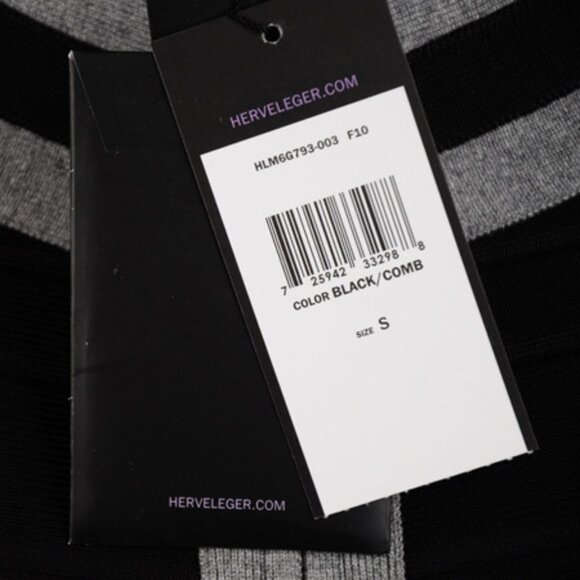 HERVELEGER.COM
HLM6G793-003 F10
7 25942 33298 8
COLOR BLACK/COMB
SIZE S
HERVELEGER.COM